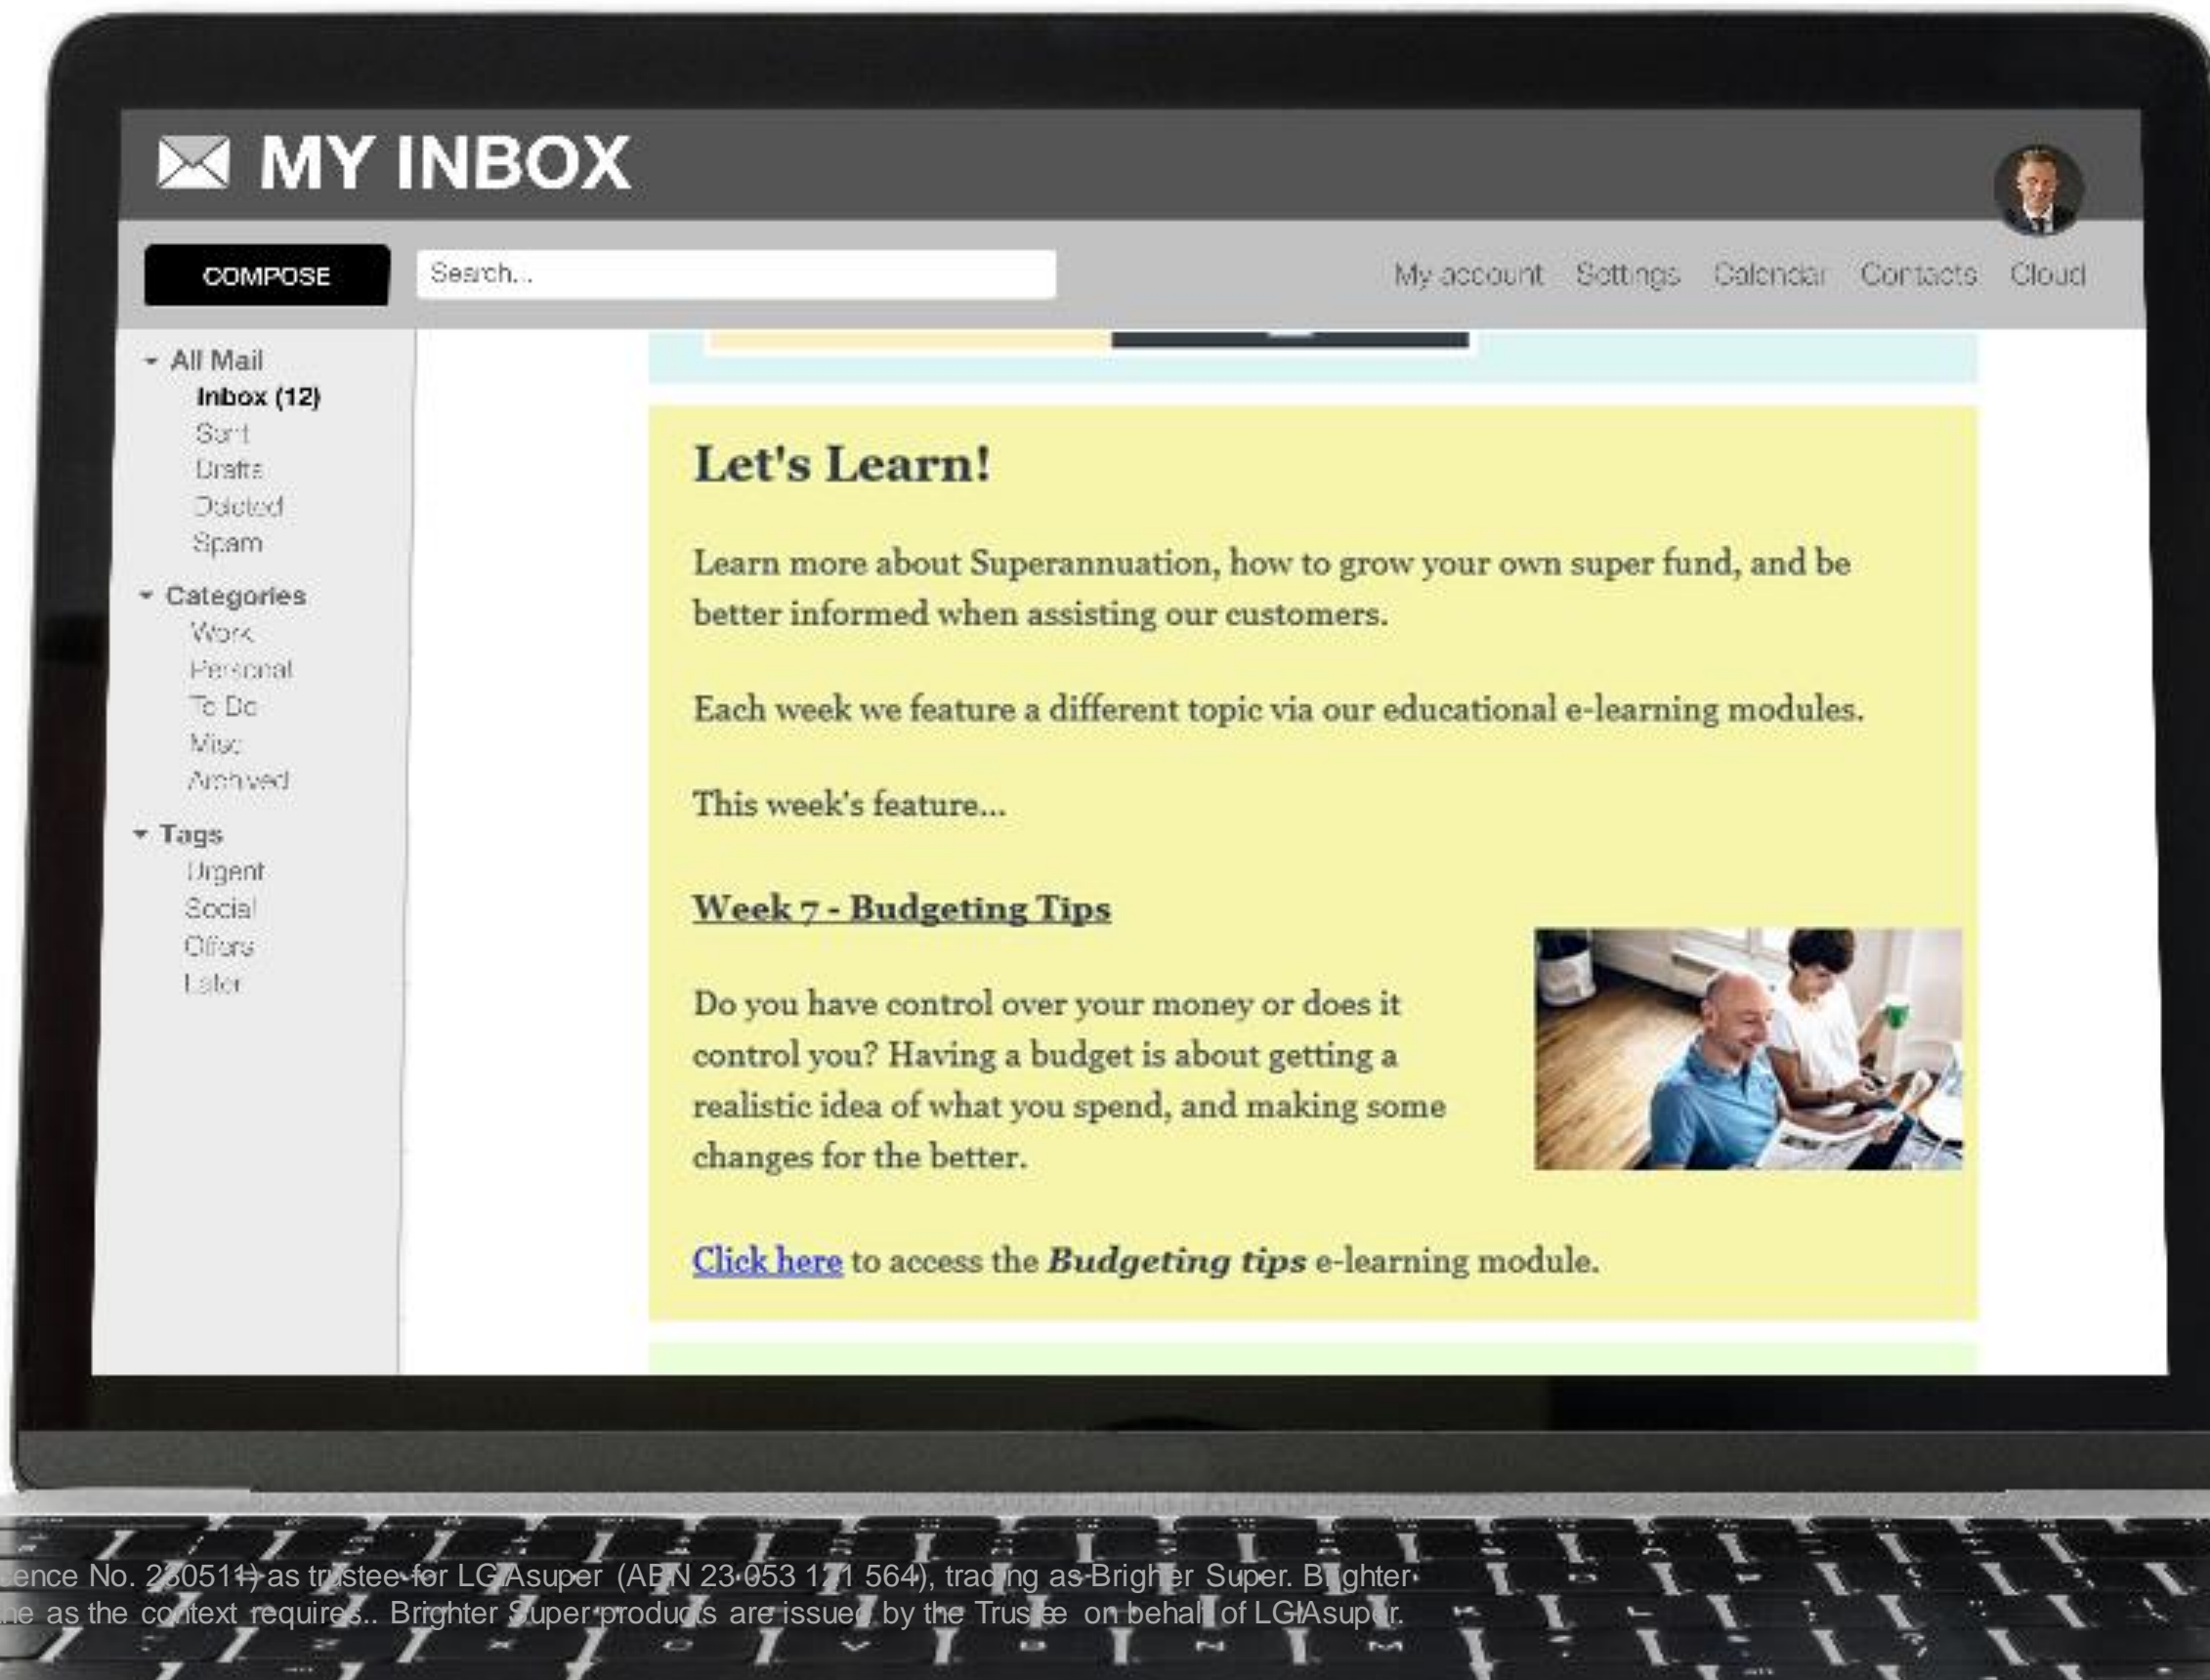 MY INBOX
COMPOSE
Search...
My account Settings Calendar Contacts Cloud
All Mail
Inbox (12)
Sent
Drafts
Deleted
Spam
Categories
Work
Personal
To Do
Misc
Archived
Tags
Urgent
Social
Offers
Later
Let's Learn!
Learn more about Superannuation, how to grow your own super fund, and be
better informed when assisting our customers.
Each week we feature a different topic via our educational e-learning modules.
This week's feature...
Week 7 - Budgeting Tips
Do you have control over your money or does it
control you? Having a budget is about getting a
realistic idea of what you spend, and making some
changes for the better.
Click here to access the Budgeting tips e-learning module.
No. 230511) as trustee for LGIAsuper (ABN 23 053 121 564), trading as Brigher Super. Brighter
as the context requires.. Brighter Super products are issued by the Trustee on behalf of LGIAsuper.